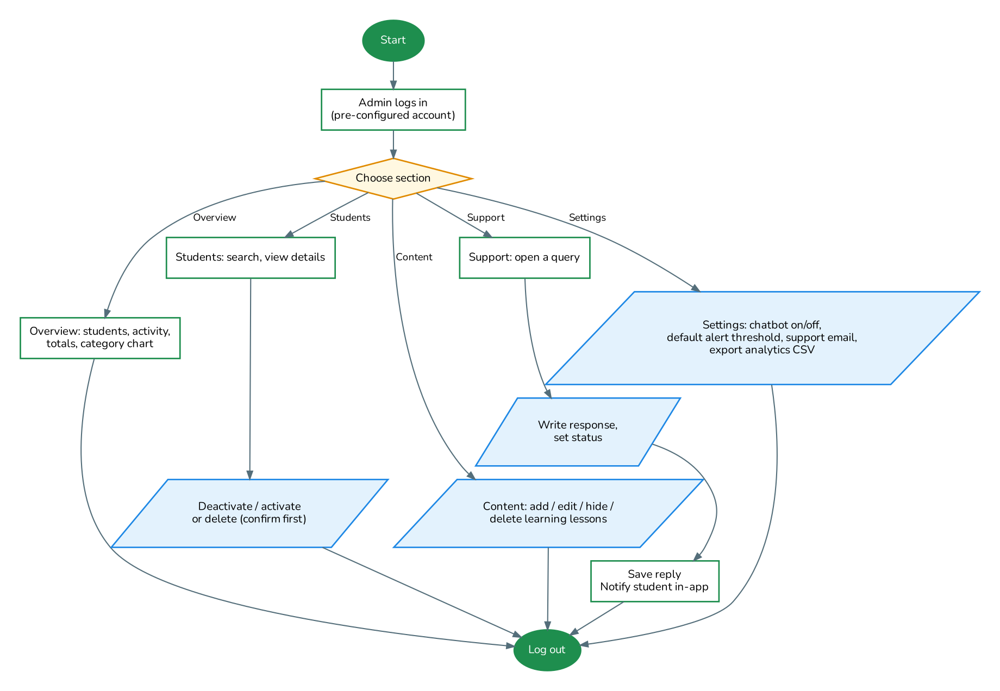 Start
Admin logs in
(pre-configured account)
Choose section
Overview
Students
Support
Settings
Students: search, view details
Content
Support: open a query
Overview: students, activity,
totals, category chart
Settings: chatbot on/off,
default alert threshold, support email,
export analytics CSV
Write response,
set status
Deactivate / activate
or delete (confirm first)
Content: add / edit / hide /
delete learning lessons
Save reply
Notify student in-app
Log out